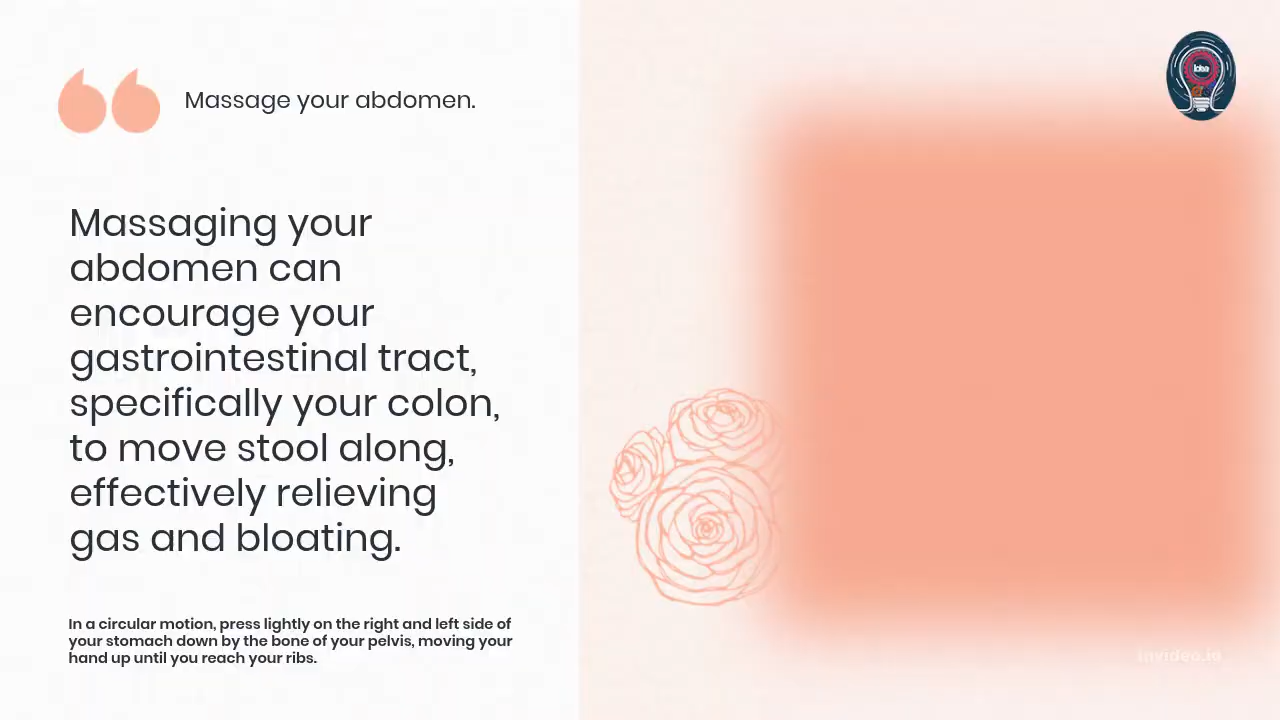 Massage your abdomen.
Massaging your
abdomen can
encourage your
gastrointestinal tract,
specifically your colon,
to move stool along,
effectively relieving
gas and bloating.
In a circular motion, press lightly on the right and left side of
your stomach down by the bone of your pelvis, moving your
hand up until you reach your ribs.
Idea
invideo.io